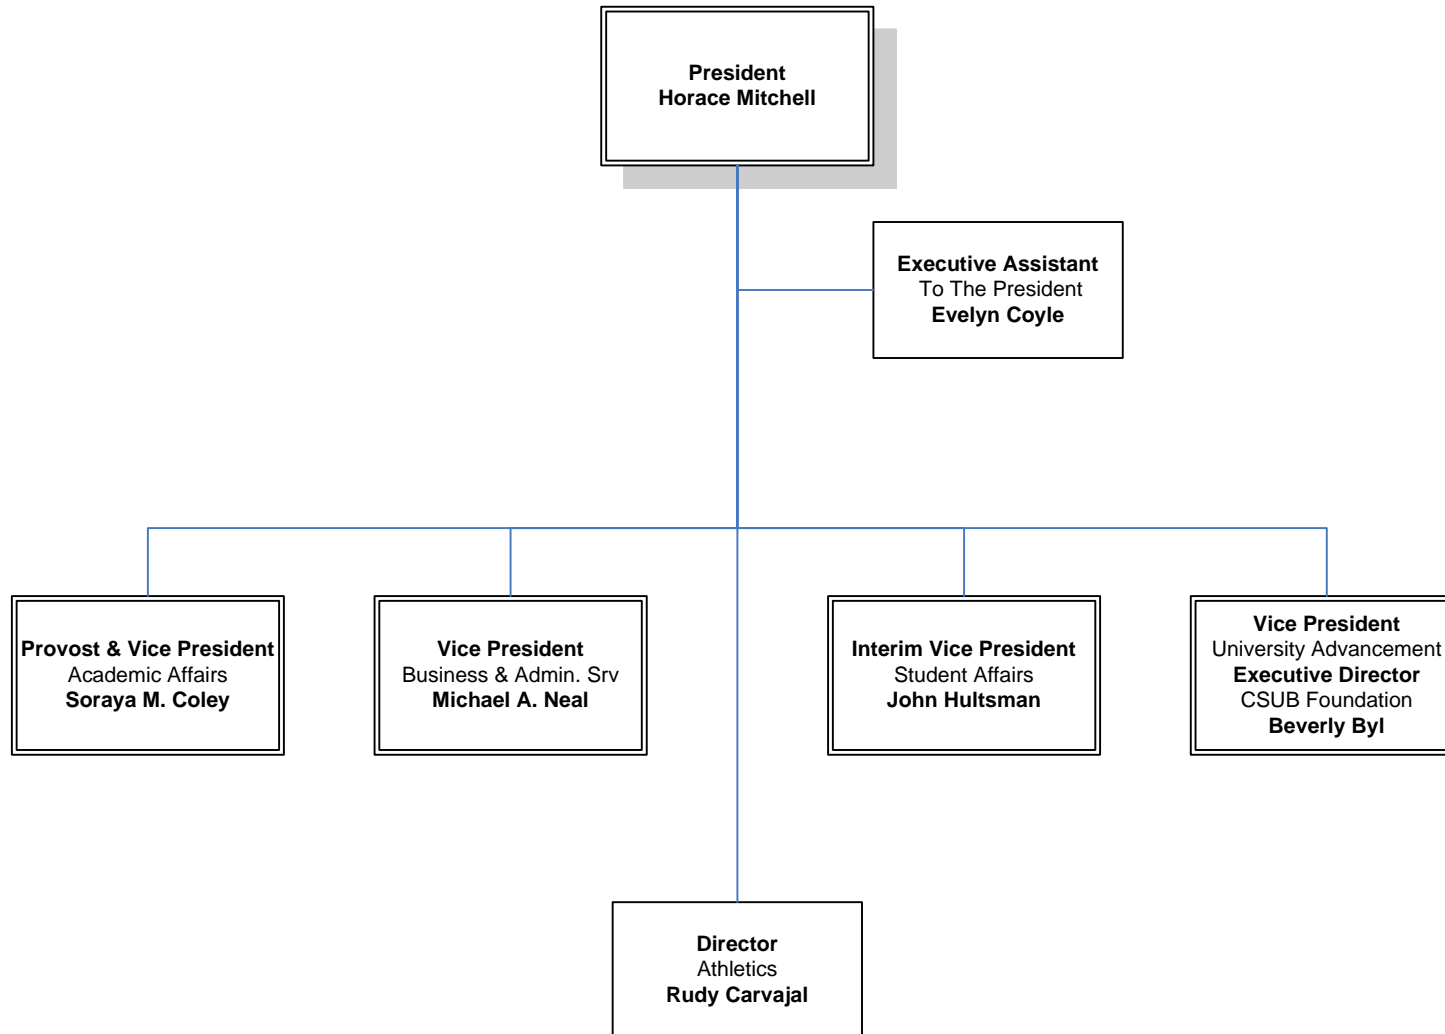 President
Horace Mitchell
Executive Assistant
To The President
Evelyn Coyle
Provost & Vice President
Academic Affairs
Soraya M. Coley
Vice President
Business & Admin. Srv
Michael A. Neal
Interim Vice President
Student Affairs
John Hultsman
Vice President
University Advancement
Executive Director
CSUB Foundation
Beverly Byl
Director
Athletics
Rudy Carvajal